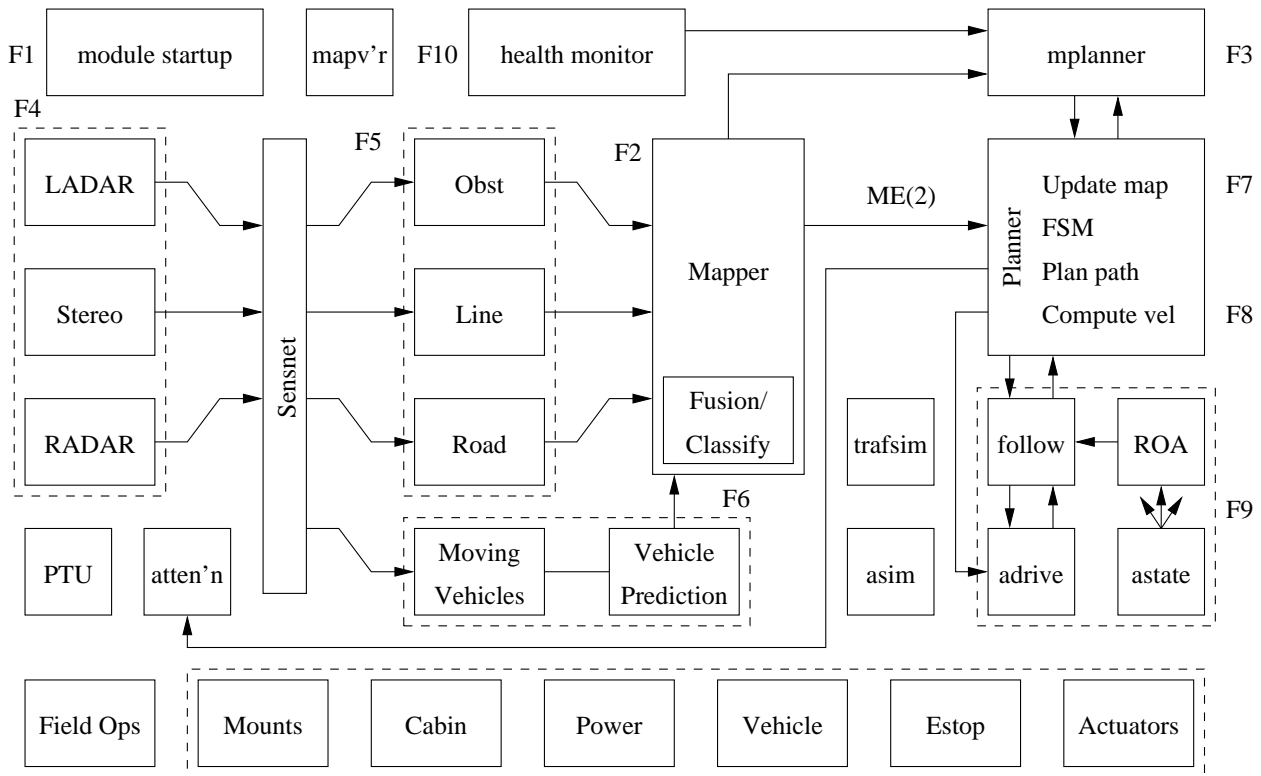 F1
module startup
mapv'r
F10
health monitor
mplanner
F3
F4
LADAR
Stereo
RADAR
Sensnet
F5
Obst
Line
Road
F2
Mapper
Fusion/
Classify
ME(2)
Planner
Update map
FSM
Plan path
Compute vel
F7
F8
trafsim
follow
ROA
F6
F9
PTU
atten'n
Moving
Vehicles
Vehicle
Prediction
asim
adrive
astate
Field Ops
Mounts
Cabin
Power
Vehicle
Estop
Actuators